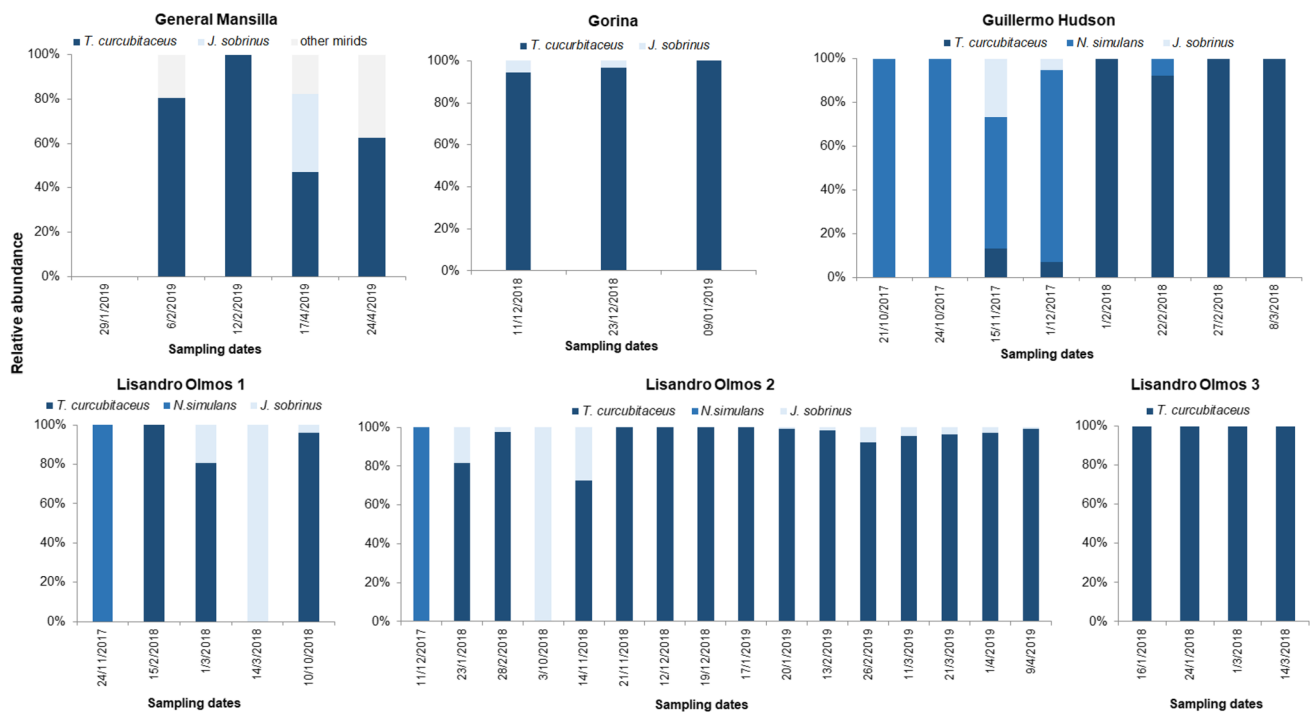 Relative abundance
General Mansilla
T. curcubitaceus J. sobrinus other mirids
100%
80%
60%
40%
20%
0%
29/1/2019 6/2/2019 12/2/2019 17/4/2019 24/4/2019
Sampling dates
Gorina
T. cucurbitaceus J. sobrinus
100%
80%
60%
40%
20%
0%
11/12/2018 23/12/2018 09/01/2019
Sampling dates
Guillermo Hudson
T. curcubitaceus N. simulans J. sobrinus
100%
80%
60%
40%
20%
0%
21/10/2017 24/10/2017 15/11/2017 1/12/2017 1/2/2018 22/2/2018 27/2/2018 8/3/2018
Sampling dates
Lisandro Olmos 1
T. curcubitaceus N.simulans J. sobrinus
100%
80%
60%
40%
20%
0%
24/11/2017 15/2/2018 1/3/2018 14/3/2018 10/10/2018
Sampling dates
Lisandro Olmos 2
T. curcubitaceus N.simulans J. sobrinus
100%
80%
60%
40%
20%
0%
11/12/2017 23/1/2018 28/2/2018 3/10/2018 14/11/2018 21/11/2018 12/12/2018 19/12/2018 17/1/2019 20/01/2019 13/2/2019 26/2/2019 11/3/2019 21/3/2019 1/4/2019 9/4/2019
Sampling dates
Lisandro Olmos 3
T. curcubitaceus
100%
80%
60%
40%
20%
0%
16/1/2018 24/1/2018 1/3/2018 14/3/2018
Sampling dates